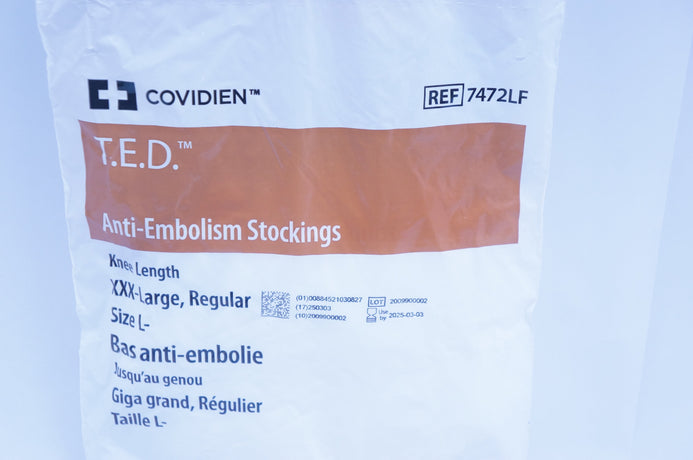 COVIDIEN™
REF 7472LF
T.E.D.™
Anti-Embolism Stockings
Knee Length
XXX-Large, Regular
Size L-
(01)00884521030827
(17)250303
(10)2009900002
LOT 2009900002
Use by 2025-03-03
Bas anti-embolie
Jusqu'au genou
Giga grand, Régulier
Taille L-